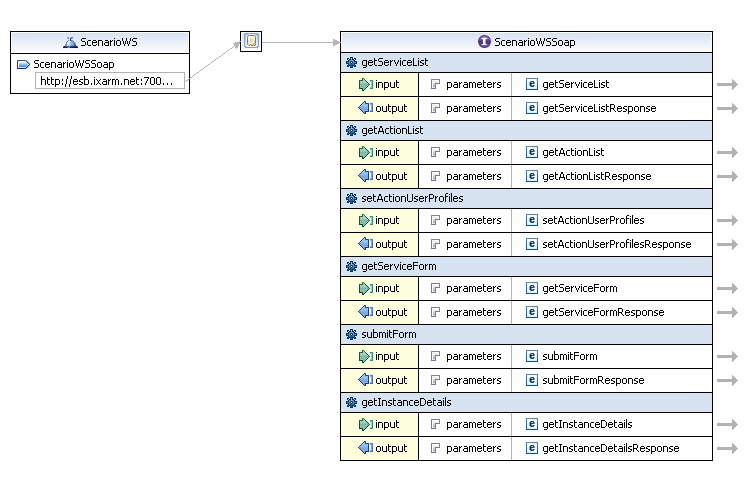 ScenarioWS
ScenarioWSSoap
http://esb.ixarm.net:700...
ScenarioWSSoap
getServiceList
input parameters getServiceList
output parameters getServiceListResponse
getActionList
input parameters getActionList
output parameters getActionListResponse
setActionUserProfiles
input parameters setActionUserProfiles
output parameters setActionUserProfilesResponse
getServiceForm
input parameters getServiceForm
output parameters getServiceFormResponse
submitForm
input parameters submitForm
output parameters submitFormResponse
getInstanceDetails
input parameters getInstanceDetails
output parameters getInstanceDetailsResponse